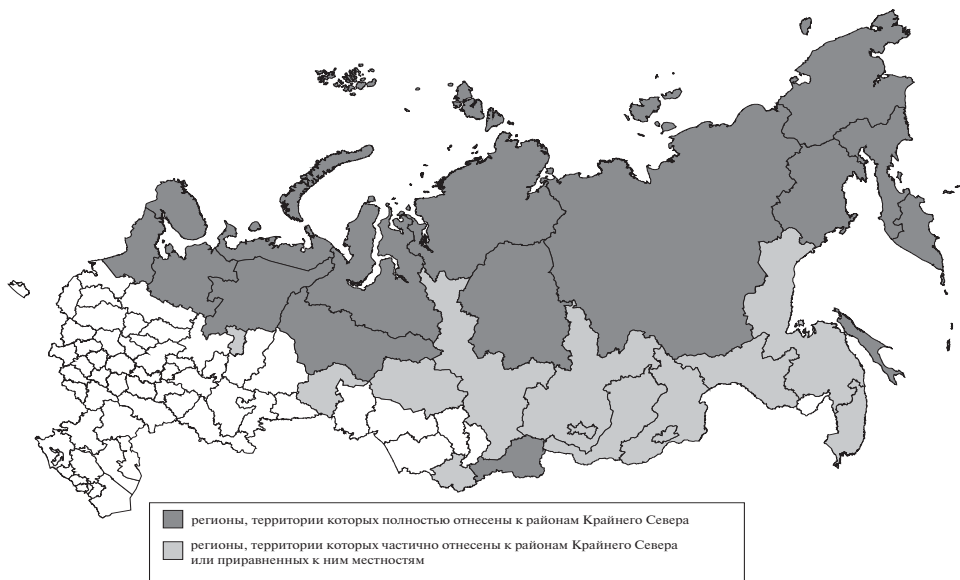 регионы, территории которых полностью отнесены к районам Крайнего Севера
регионы, территории которых частично отнесены к районам Крайнего Севера
или приравненных к ним местностям